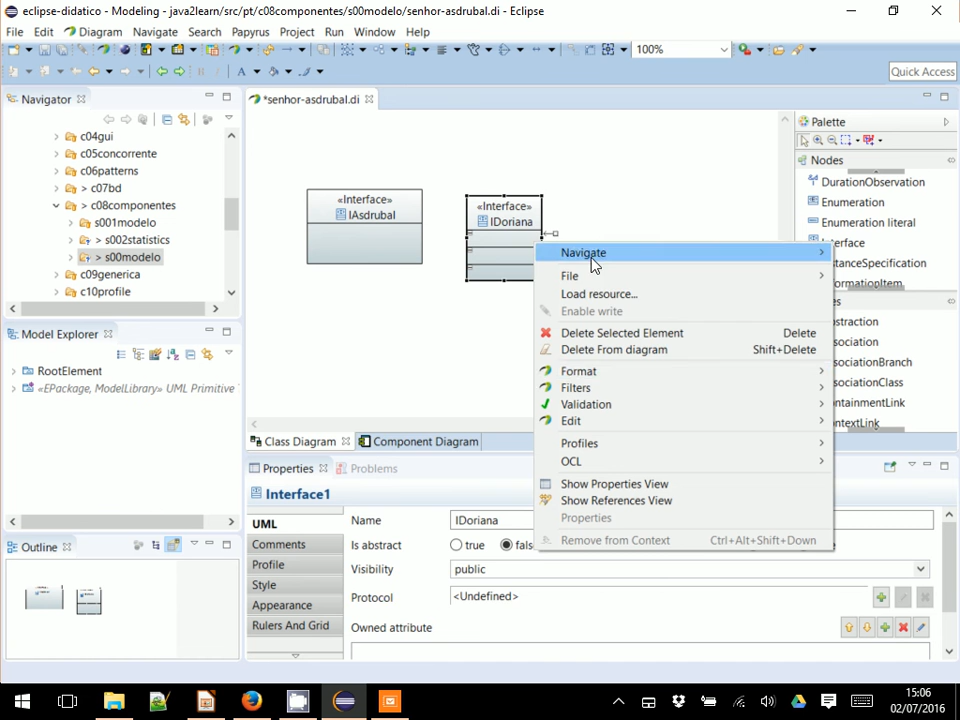 eclipse-didatico - Modeling - java2learn/src/pt/c08componentes/s00modelo/senhor-asdrubal.di - Eclipse
File Edit Diagram Navigate Search Papyrus Project Run Window Help
100%
Quick Access
Navigator
*senhor-asdrubal.di
Palette
c04gui
c05concorrente
c06patterns
> c07bd
> c08componentes
s001modelo
> s002statistics
> s00modelo
c09generica
c10profile
«Interface»
IAsdrubal
«Interface»
IDoriana
Nodes
DurationObservation
Enumeration
Enumeration literal
Interface
stanceSpecification
formationItem
es
straction
sociation
sociationBranch
sociationClass
ntainmentLink
ntextLink
Navigate
File
Load resource...
Enable write
Delete Selected Element Delete
Delete From diagram Shift+Delete
Format
Filters
Validation
Edit
Profiles
OCL
Show Properties View
Show References View
Properties
Remove from Context Ctrl+Alt+Shift+Down
Model Explorer
RootElement
«EPackage, ModelLibrary» UML Primitive
Class Diagram
Component Diagram
Properties
Problems
Interface1
UML
Comments
Profile
Style
Appearance
Rulers And Grid
Name IDoriana
Is abstract true fals
Visibility public
Protocol <Undefined>
Owned attribute
Outline
15:06
02/07/2016